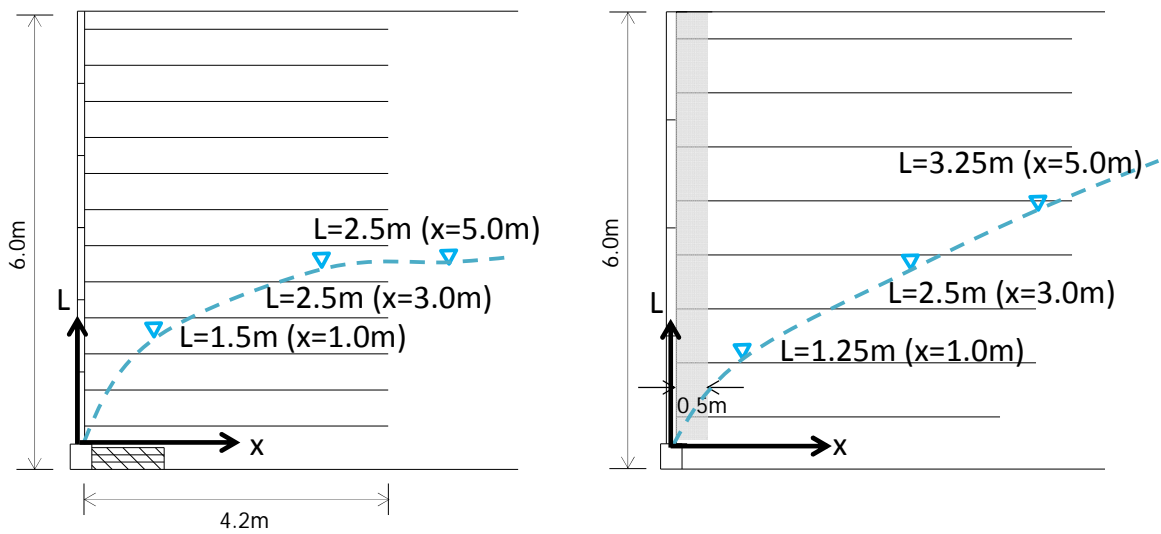 6.0m
L=2.5m (x=5.0m)
L
L=2.5m (x=3.0m)
L=1.5m (x=1.0m)
x
4.2m
6.0m
L=3.25m (x=5.0m)
L
L=2.5m (x=3.0m)
L=1.25m (x=1.0m)
0.5m
x